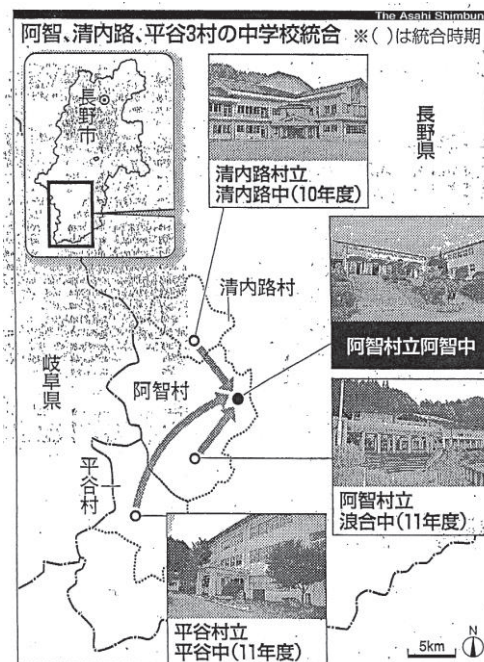 The Asahi Shimbun
阿智、清内路、平谷3村の中学校統合 ※( )は統合時期
長野市
長野県
清内路村立
清内路中(10年度)
清内路村
阿智村立阿智中
岐阜県
阿智村
平谷村
阿智村立
浪合中(11年度)
平谷村立
平谷中(11年度)
5km
N